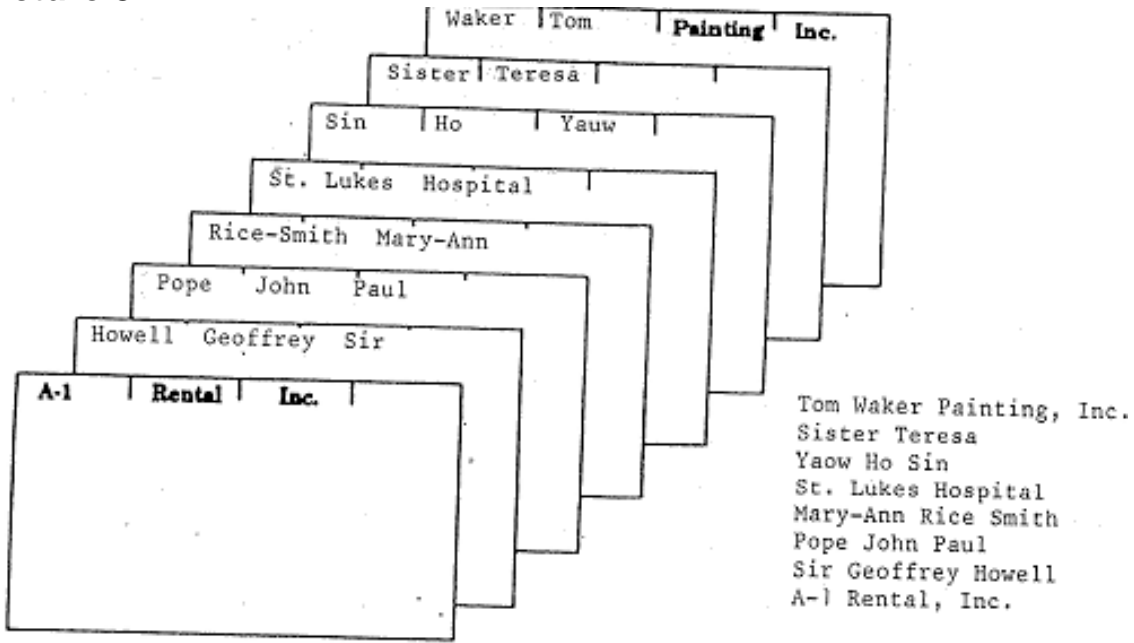 Waker Tom Painting Inc.
Sister Teresa
Sin Ho Yauw
St. Lukes Hospital
Rice-Smith Mary-Ann
Pope John Paul
Howell Geoffrey Sir
A-1 Rental Inc.
Tom Waker Painting, Inc.
Sister Teresa
Yaow Ho Sin
St. Lukes Hospital
Mary-Ann Rice Smith
Pope John Paul
Sir Geoffrey Howell
A-1 Rental, Inc.